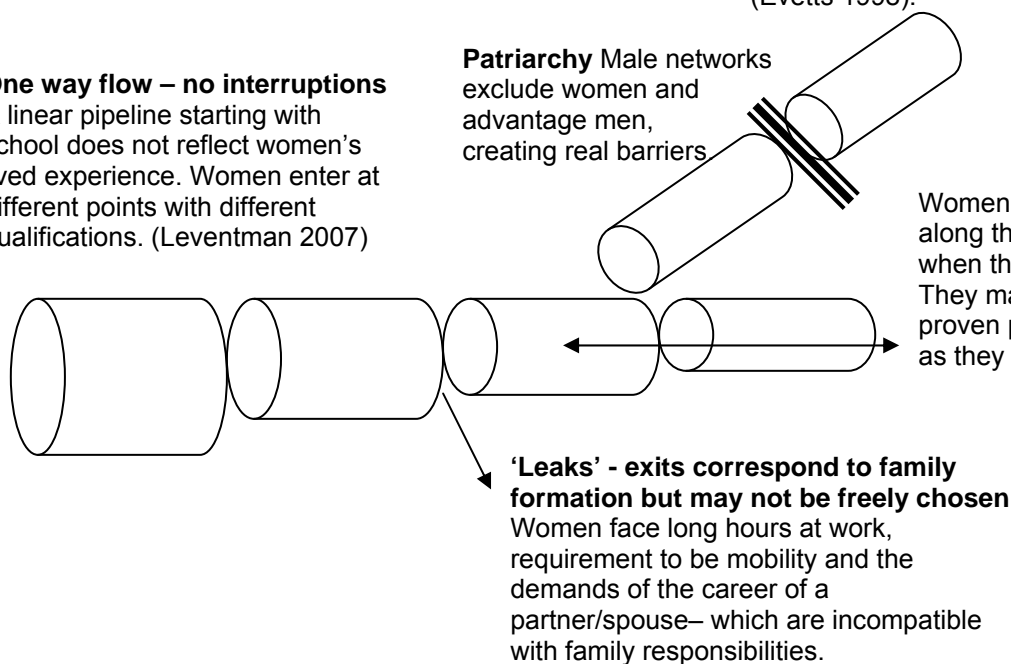 (Evetts 1998).
Patriarchy Male networks
exclude women and
advantage men,
creating real barriers.
One way flow – no interruptions
linear pipeline starting with
school does not reflect women's
lived experience. Women enter at
different points with different
qualifications. (Leventman 2007)
Women
along th
when th
They ma
proven p
as they
'Leaks' - exits correspond to family
formation but may not be freely chosen
Women face long hours at work,
requirement to be mobility and the
demands of the career of a
partner/spouse– which are incompatible
with family responsibilities.